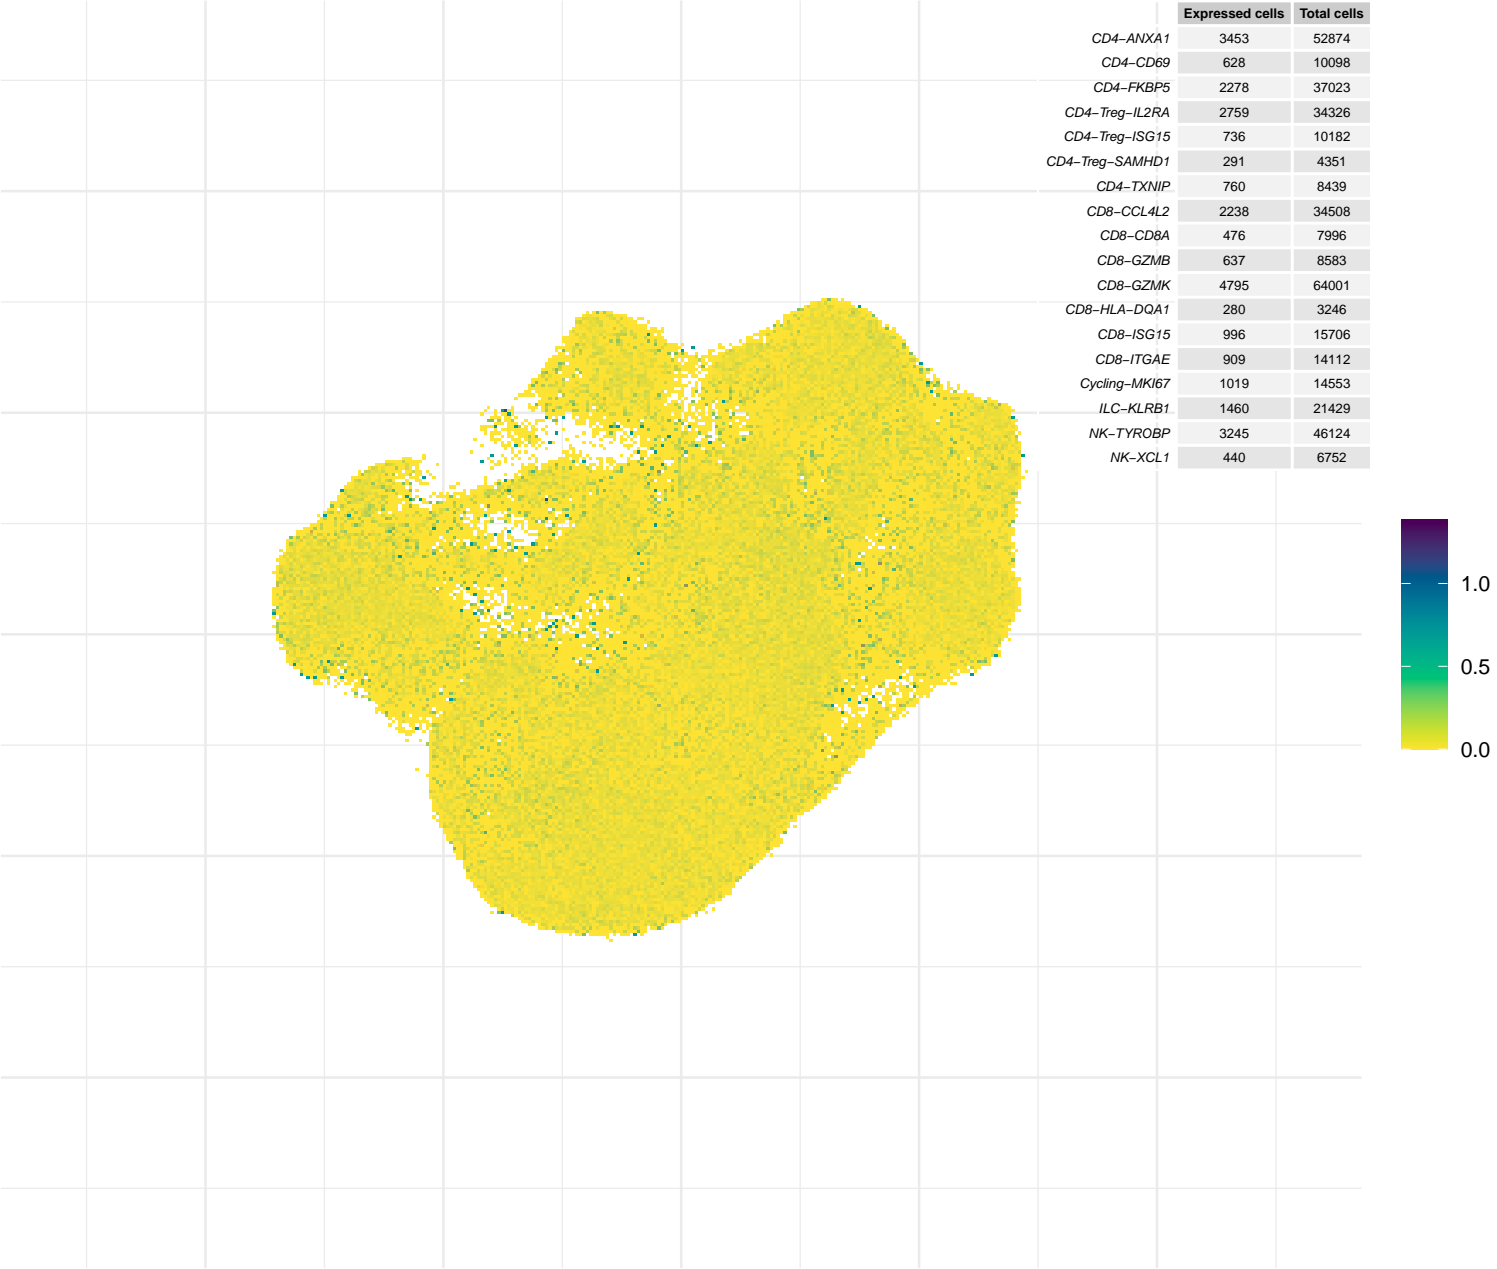 Expressed cells Total cells
CD4−ANXA1 3453 52874
CD4−CD69 628 10098
CD4−FKBP5 2278 37023
CD4−Treg−IL2RA 2759 34326
CD4−Treg−ISG15 736 10182
CD4−Treg−SAMHD1 291 4351
CD4−TXNIP 760 8439
CD8−CCL4L2 2238 34508
CD8−CD8A 476 7996
CD8−GZMB 637 8583
CD8−GZMK 4795 64001
CD8−HLA−DQA1 280 3246
CD8−ISG15 996 15706
CD8−ITGAE 909 14112
Cycling−MKI67 1019 14553
ILC−KLRB1 1460 21429
NK−TYROBP 3245 46124
NK−XCL1 440 6752
1.0
0.5
0.0